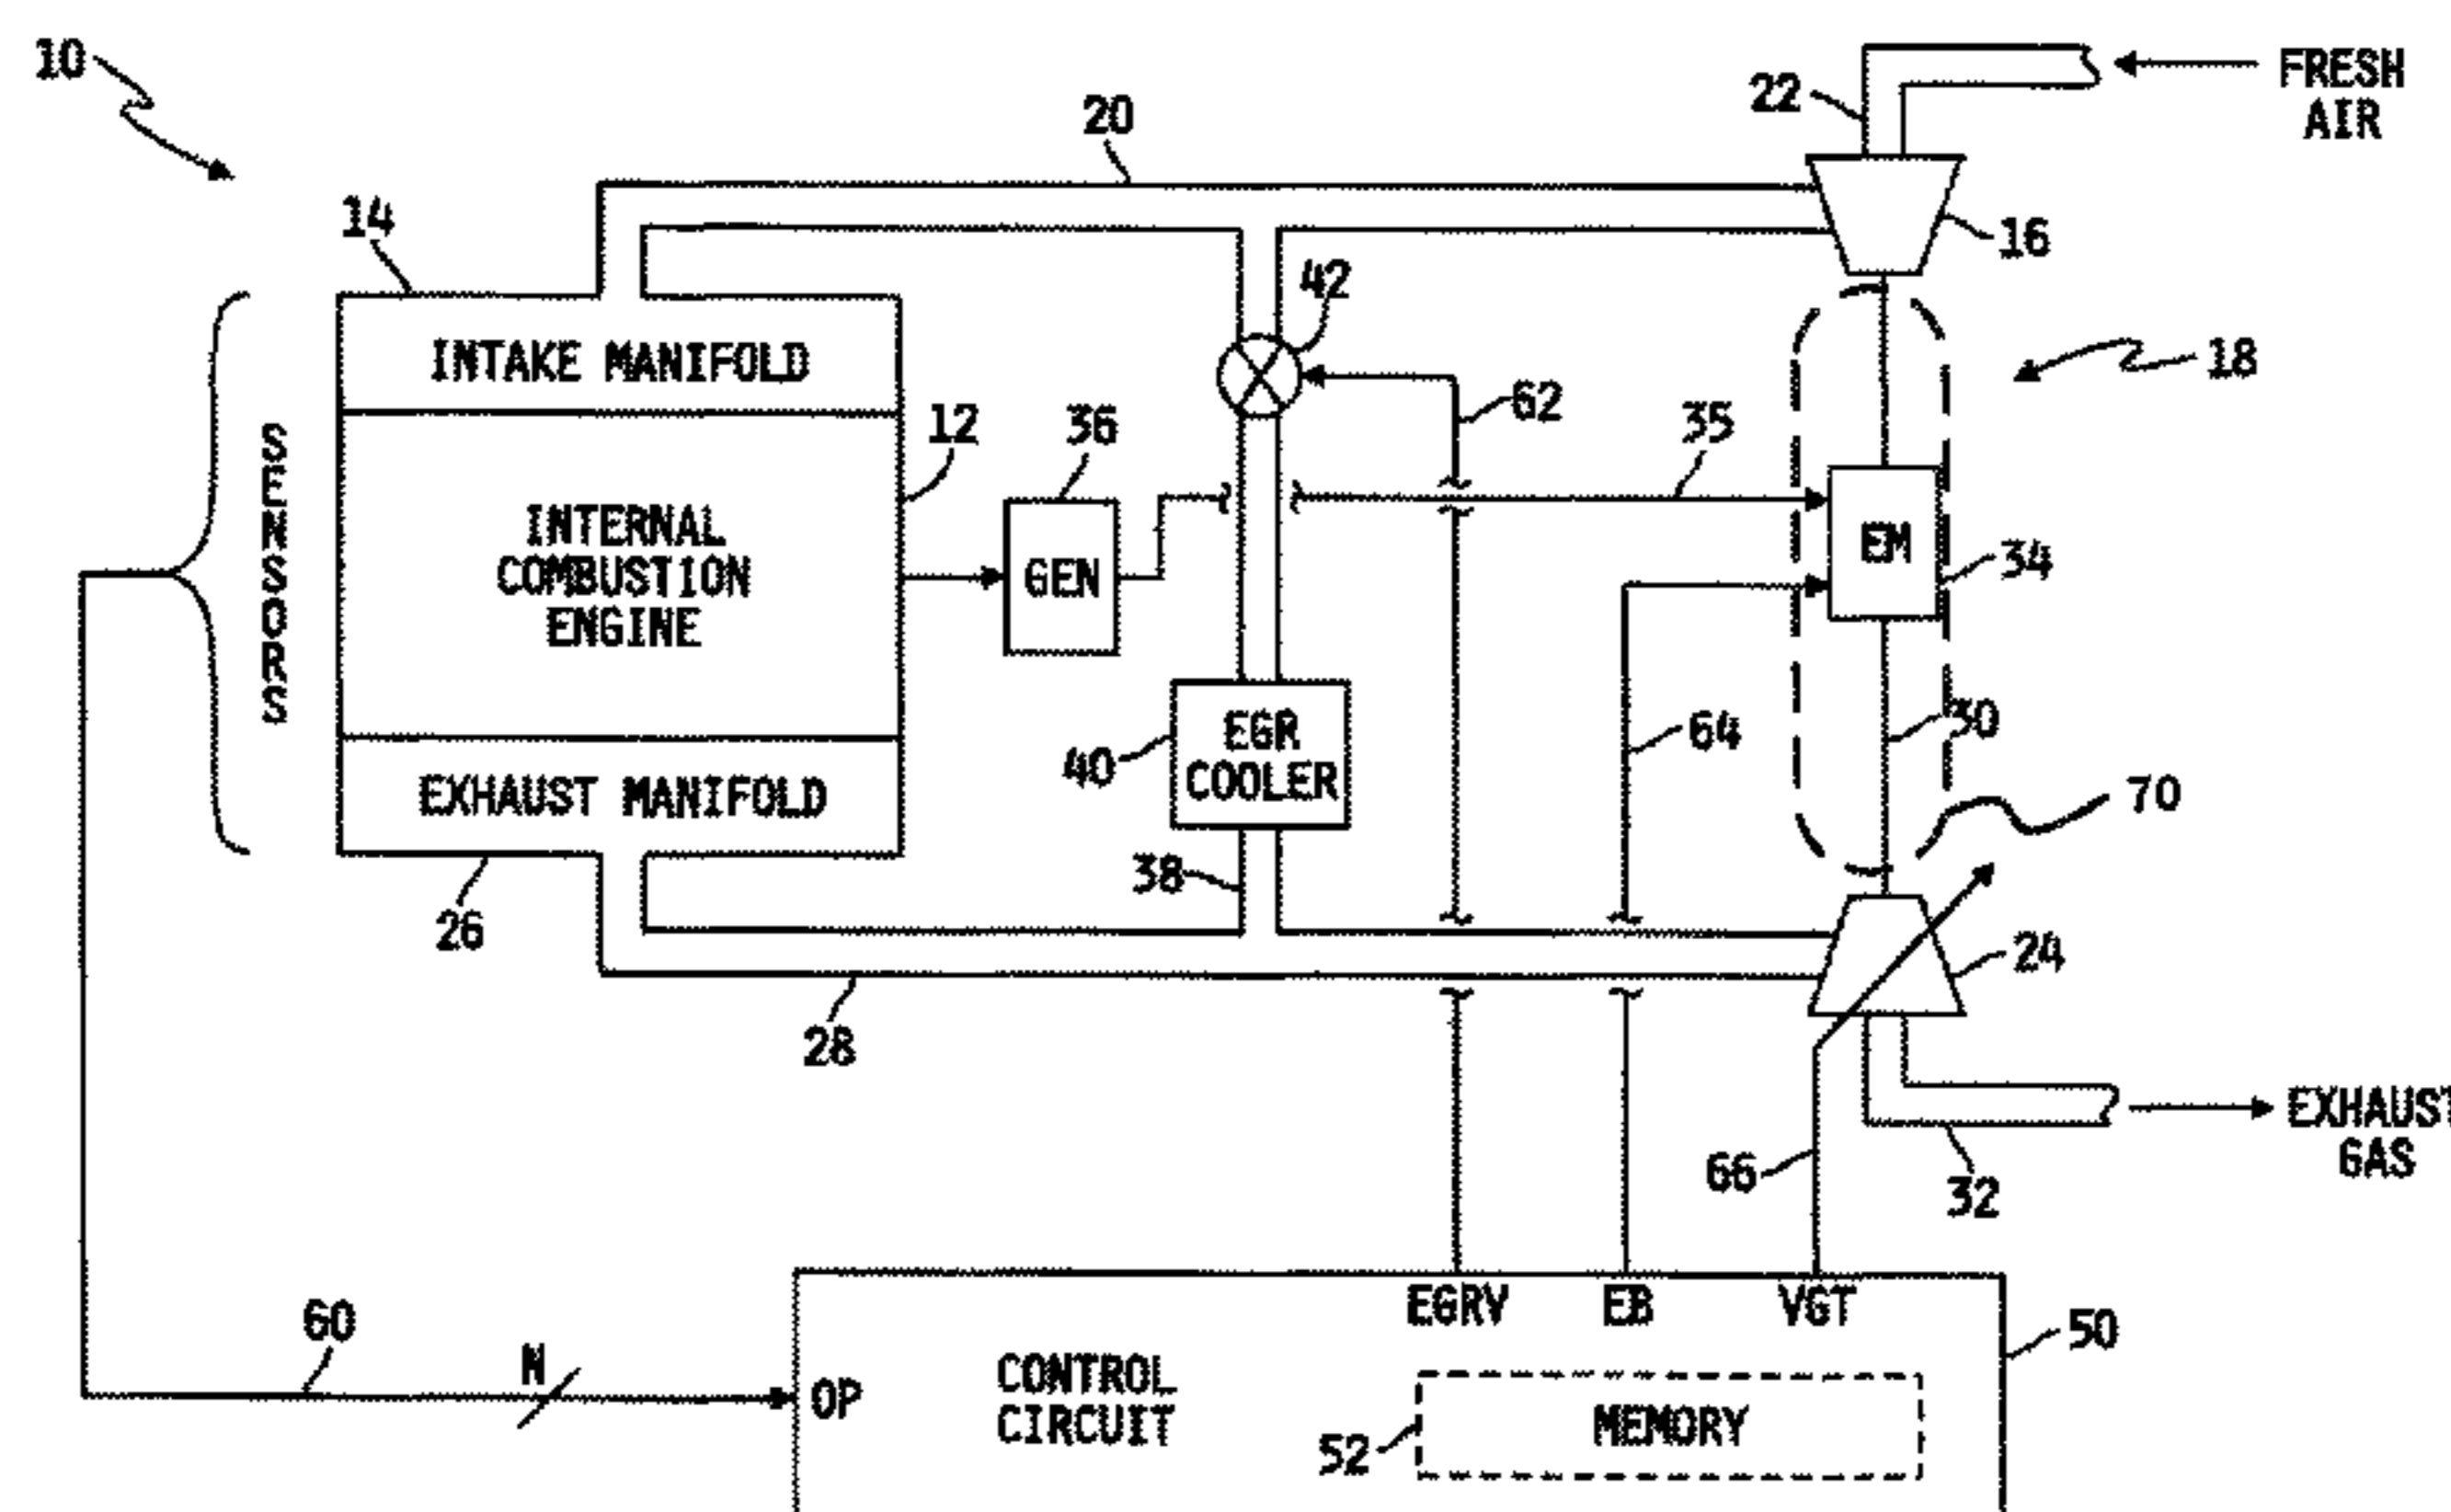 10
22
FRESH
AIR
20
14
16
42
INTAKE MANIFOLD
18
62
35
12
36
SENSORS
INTERNAL
COMBUSTION
ENGINE
GEN
EM
34
EGR
COOLER
40
64
30
EXHAUST MANIFOLD
70
38
26
24
28
EXHAUST
GAS
66
32
EGRV
EB
VGT
50
60
N
OP
CONTROL
CIRCUIT
MEMORY
52